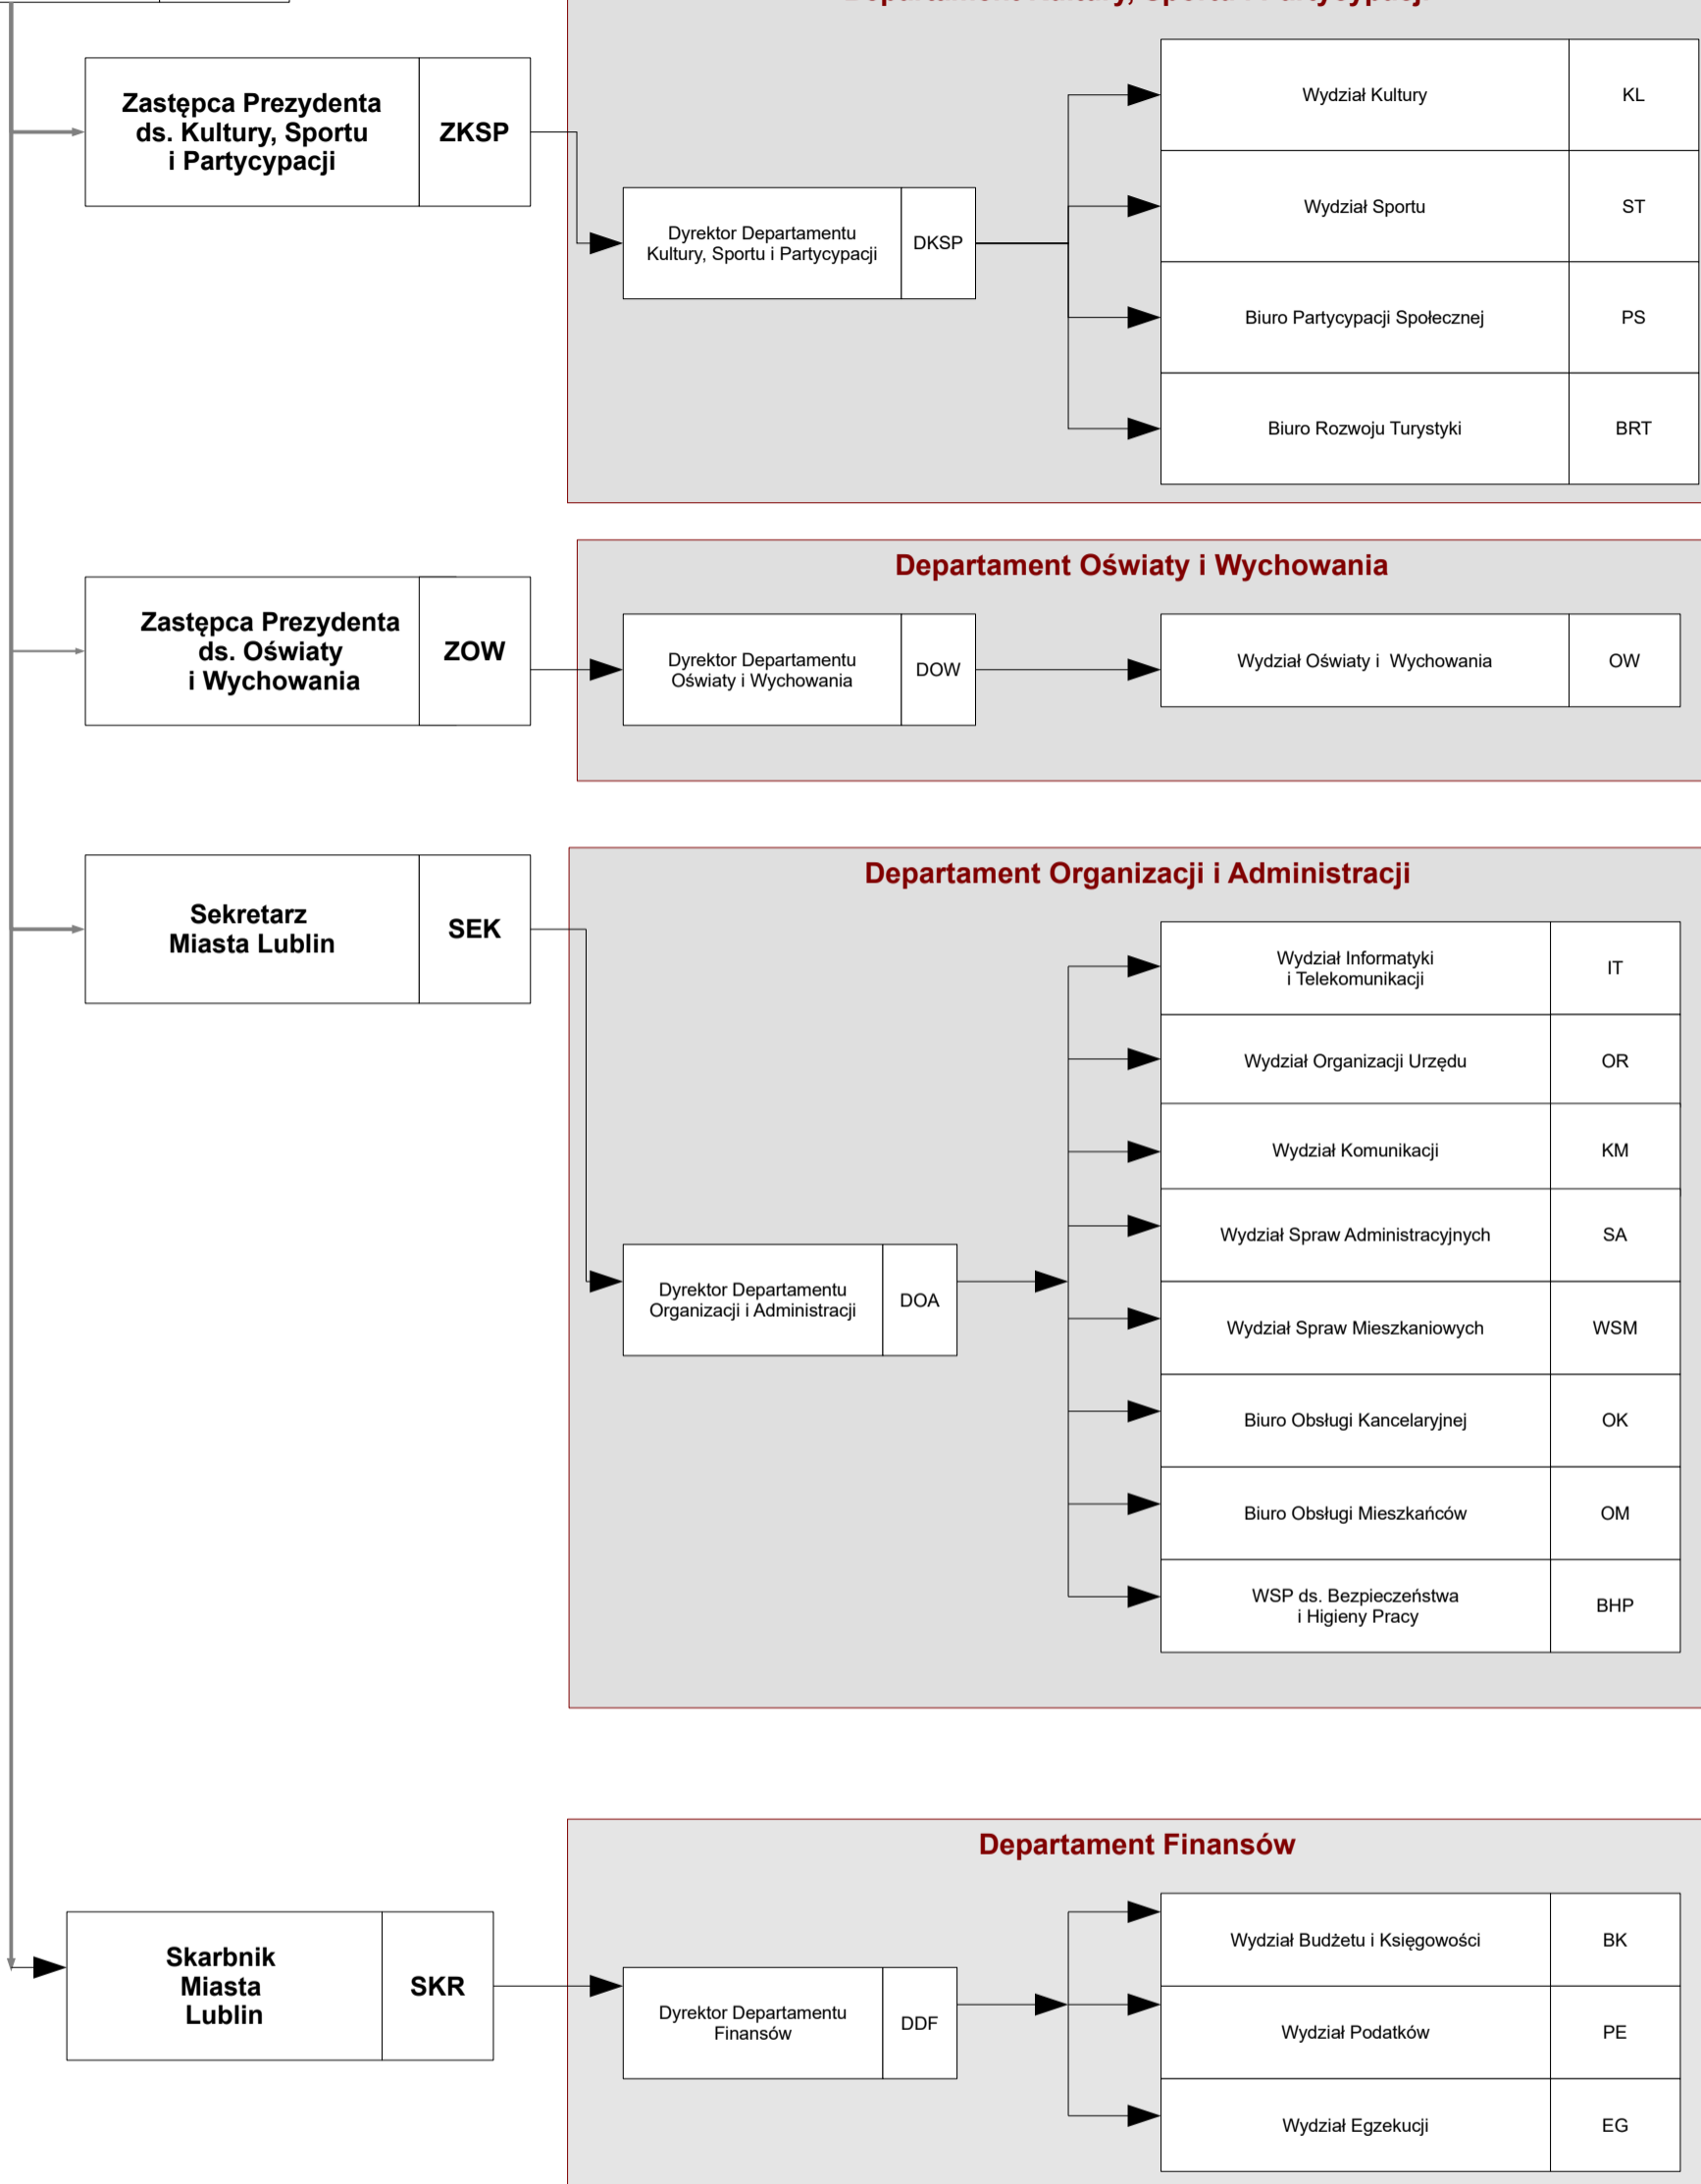 Departament Kultury, Sportu i Partycypacji
Zastępca Prezydenta
ds. Kultury, Sportu
i Partycypacji
ZKSP
Dyrektor Departamentu
Kultury, Sportu i Partycypacji
DKSP
Wydział Kultury
KL
Wydział Sportu
ST
Biuro Partycypacji Społecznej
PS
Biuro Rozwoju Turystyki
BRT
Departament Oświaty i Wychowania
Zastępca Prezydenta
ds. Oświaty
i Wychowania
ZOW
Dyrektor Departamentu
Oświaty i Wychowania
DOW
Wydział Oświaty i  Wychowania
OW
Departament Organizacji i Administracji
Sekretarz
Miasta Lublin
SEK
Dyrektor Departamentu
Organizacji i Administracji
DOA
Wydział Informatyki
i Telekomunikacji
IT
Wydział Organizacji Urzędu
OR
Wydział Komunikacji
KM
Wydział Spraw Administracyjnych
SA
Wydział Spraw Mieszkaniowych
WSM
Biuro Obsługi Kancelaryjnej
OK
Biuro Obsługi Mieszkańców
OM
WSP ds. Bezpieczeństwa
i Higieny Pracy
BHP
Departament Finansów
Skarbnik
Miasta
Lublin
SKR
Dyrektor Departamentu
Finansów
DDF
Wydział Budżetu i Księgowości
BK
Wydział Podatków
PE
Wydział Egzekucji
EG